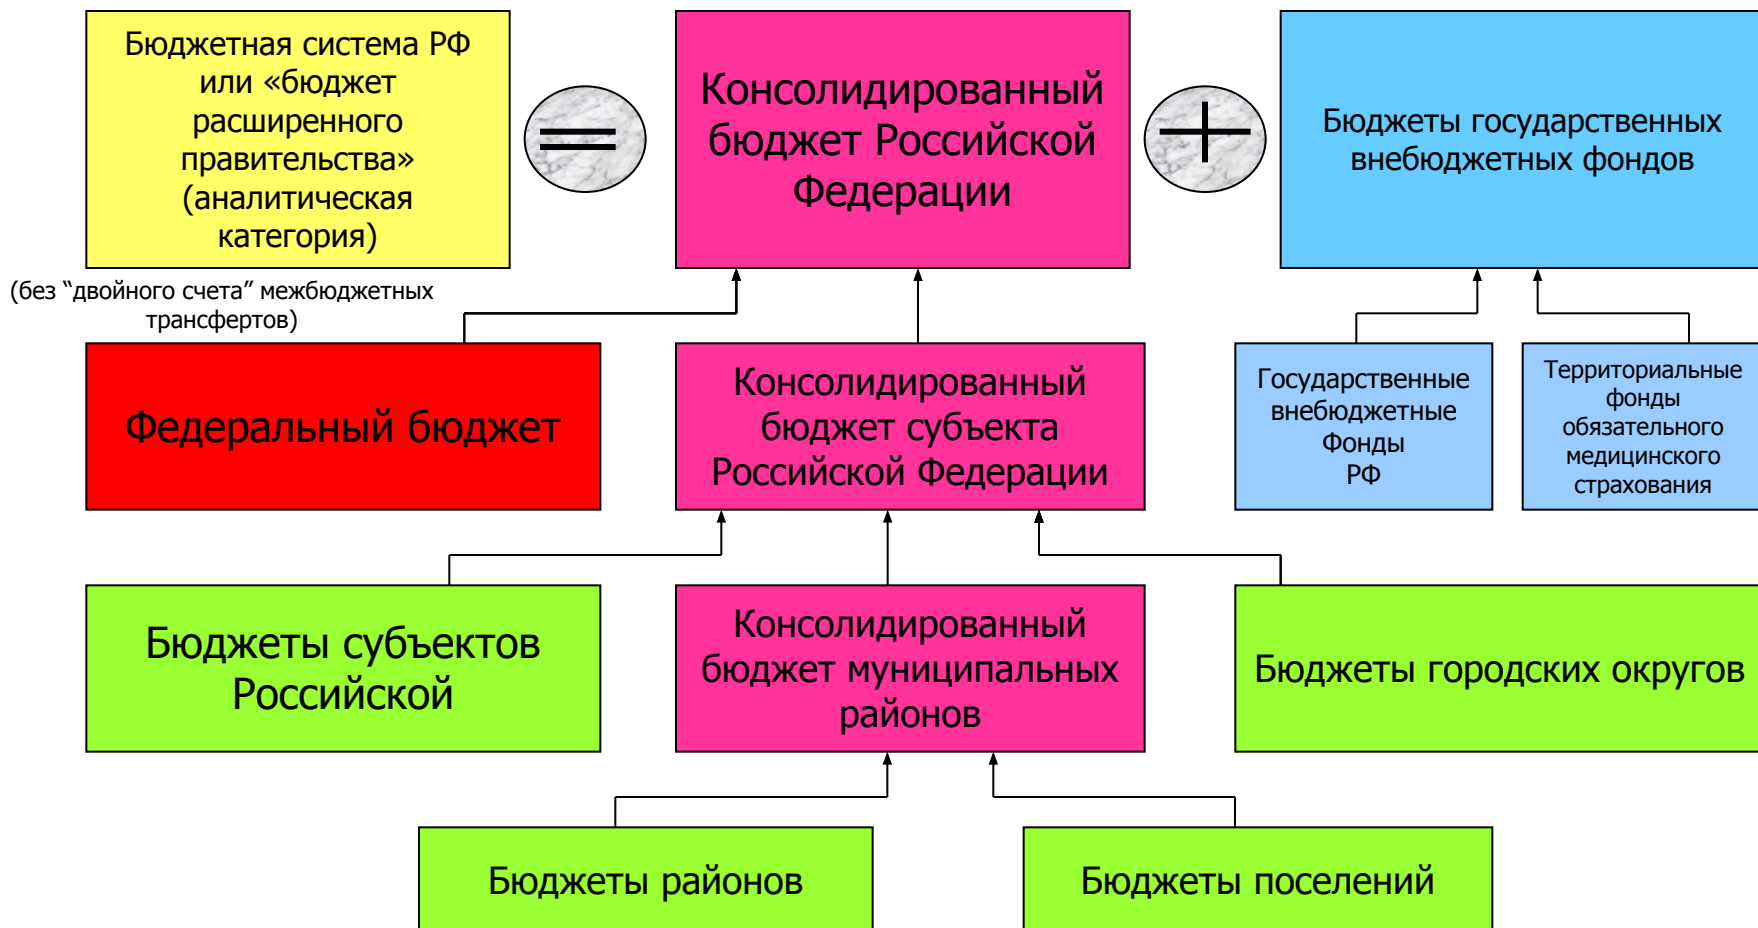 Бюджетная система РФ
или «бюджет
расширенного
правительства»
(аналитическая
категория)
Консолидированный
бюджет Российской
Федерации
Бюджеты государственных
внебюджетных фондов
(без “двойного счета” межбюджетных
трансфертов)
Федеральный бюджет
Консолидированный
бюджет субъекта
Российской Федерации
Государственные
внебюджетные
Фонды
РФ
Территориальные
фонды
обязательного
медицинского
страхования
Бюджеты субъектов
Российской
Консолидированный
бюджет муниципальных
районов
Бюджеты городских округов
Бюджеты районов
Бюджеты поселений